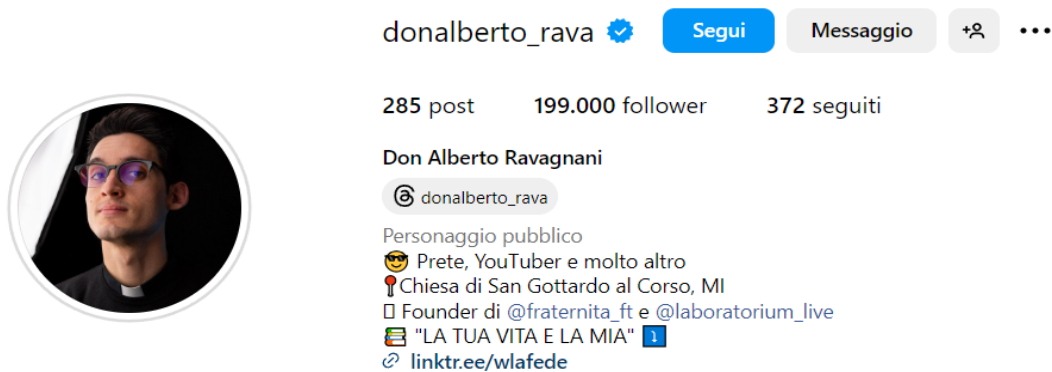 donalberto_rava Segui Messaggio
285 post 199.000 follower 372 seguiti
Don Alberto Ravagnani
donalberto_rava
Personaggio pubblico
😎 Prete, YouTuber e molto altro
📍Chiesa di San Gottardo al Corso, MI
▯ Founder di @fraternita_ft e @laboratorium_live
📚 "LA TUA VITA E LA MIA" ⤵️
linktr.ee/wlafede